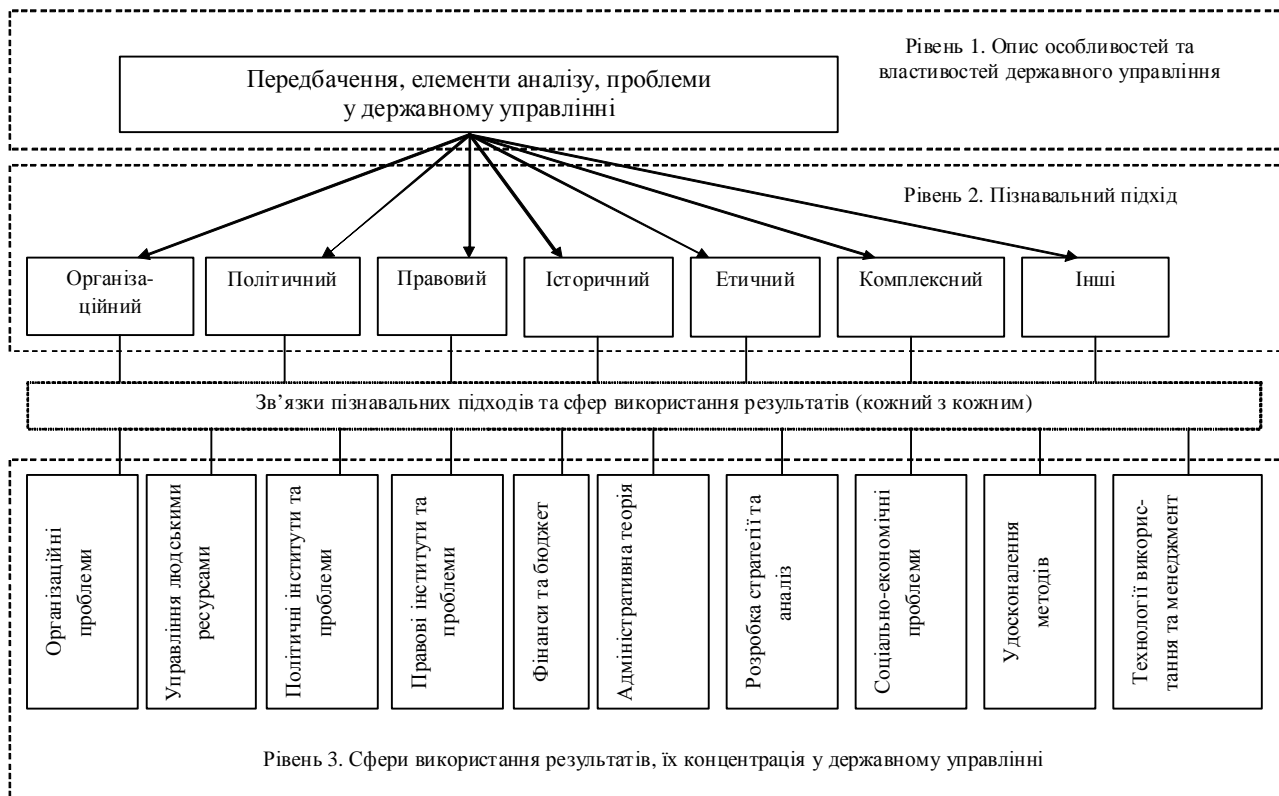 Рівень 1. Опис особливостей та
властивостей державного управління
Передбачення, елементи аналізу, проблеми
у державному управлінні
Рівень 2. Пізнавальний підхід
Організа-
ційний
Політичний
Правовий
Історичний
Етичний
Комплексний
Інші
Зв’язки пізнавальних підходів та сфер використання результатів (кожний з кожним)
Організаційні
проблеми
Управління людськими
ресурсами
Політичні інститути та
проблеми
Правові інститути та
проблеми
Фінанси та бюджет
Адміністративна теорія
Розробка стратегії та
аналіз
Соціально-економічні
проблеми
Удосконалення
методів
Технології викорис-
тання та менеджмент
Рівень 3. Сфери використання результатів, їх концентрація у державному управлінні